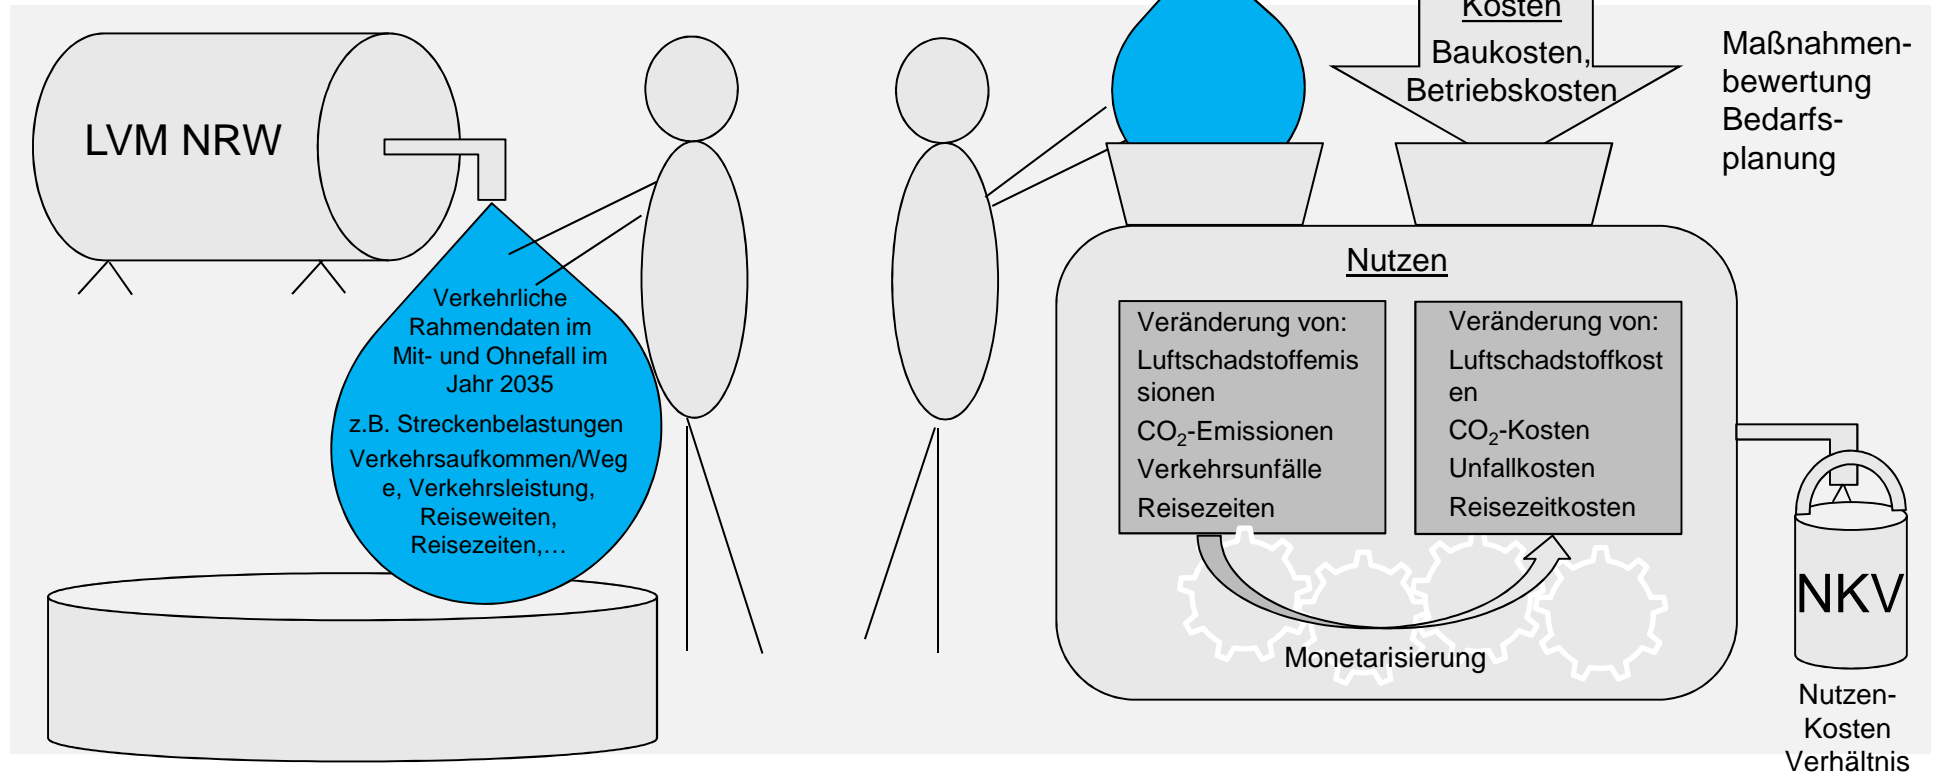 LVM NRW
Verkehrliche
Rahmendaten im
Mit- und Ohnefall im
Jahr 2035
z.B. Streckenbelastungen
Verkehrsaufkommen/Weg
e, Verkehrsleistung,
Reiseweiten,
Reisezeiten,…
Kosten
Baukosten,
Betriebskosten
Maßnahmen-
bewertung
Bedarfs-
planung
Nutzen
Veränderung von:
Luftschadstoffemis
sionen
CO₂-Emissionen
Verkehrsunfälle
Reisezeiten
Veränderung von:
Luftschadstoffkost
en
CO₂-Kosten
Unfallkosten
Reisezeitkosten
Monetarisierung
NKV
Nutzen-
Kosten
Verhältnis